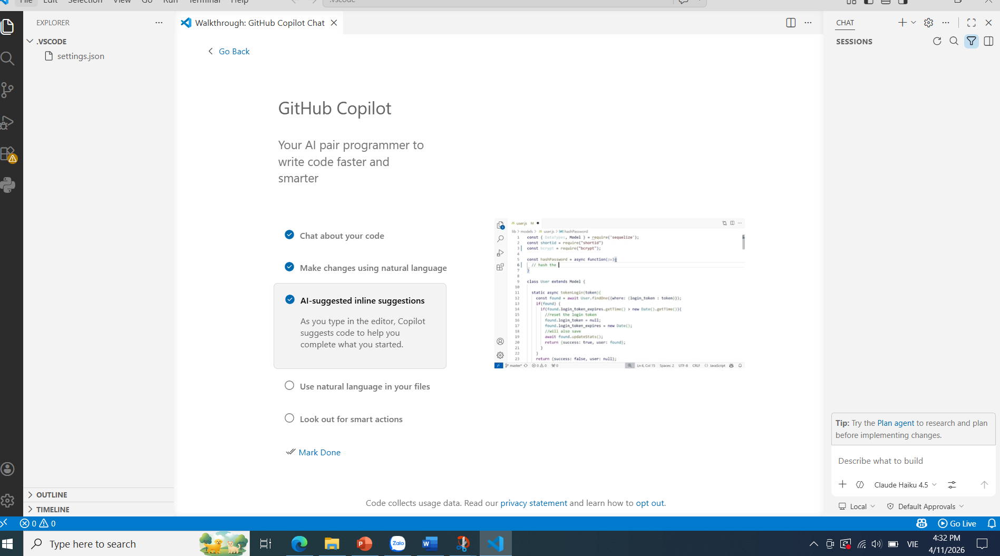 File Edit Selection View Go Run Terminal Help
.vscode
EXPLORER
.VSCODE
settings.json
OUTLINE
TIMELINE
Walkthrough: GitHub Copilot Chat
Go Back
GitHub Copilot
Your AI pair programmer to
write code faster and
smarter
Chat about your code
Make changes using natural language
AI-suggested inline suggestions
As you type in the editor, Copilot
suggests code to help you
complete what you started.
Use natural language in your files
Look out for smart actions
Mark Done
JS user.js M
lib > models > JS user.js > hashPassword
1 const { DataTypes, Model } = require('sequelize');
2 const shortid = require("shortid")
3 const bcrypt = require("bcrypt");
4
5 const hashPassword = async function(pw){
6 // hash the
7 }
8
9 class User extends Model {
10
11 static async tokenLogin(token){
12 const found = await User.findOne({where: {login_token : token}});
13 if(found) {
14 if(found.login_token_expires.getTime() > new Date().getTime()){
15 //reset the login token
16 found.login_token = null;
17 found.login_token_expires = new Date();
18 //will also save
19 await found.updateStats();
20 return {success: true, user: found};
21 }
22 }
23 return {success: false, user: null};
master* 0 0 0 Ln 6, Col 15 Spaces: 2 UTF-8 CRLF {} JavaScript
Code collects usage data. Read our privacy statement and learn how to opt out.
CHAT
SESSIONS
Tip: Try the Plan agent to research and plan
before implementing changes.
Describe what to build
Claude Haiku 4.5
Local Default Approvals
0 0
Go Live
Type here to search
Zalo
VIE
4:32 PM
4/11/2026